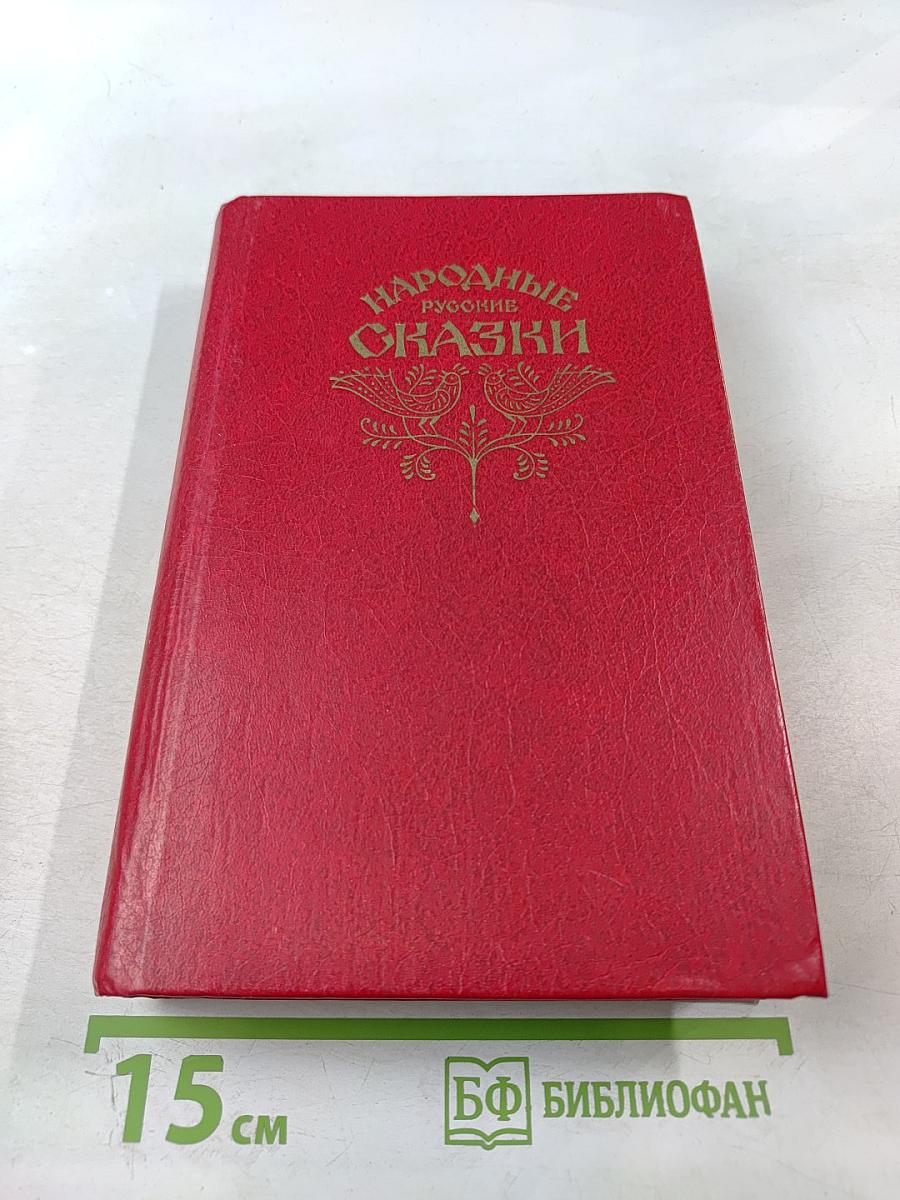 НАРОДНЫЕ
РУССКИЕ
СКАЗКИ
15 см
БФ БИБЛИОФАН